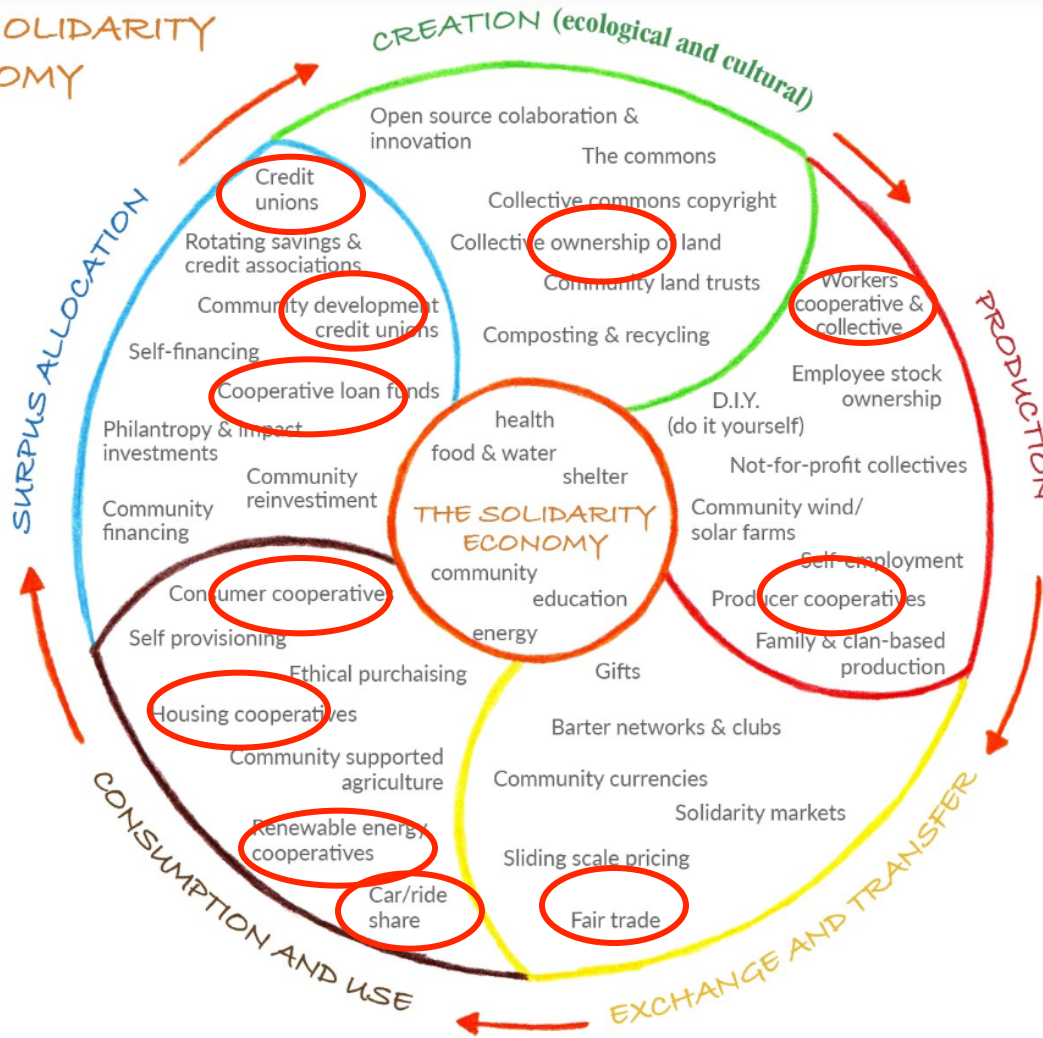 OLIDARITY
OMY
CREATION (ecological and cultural)
Open source colaboration &
innovation
The commons
Collective commons copyright
Collective ownership of land
Community land trusts
Composting & recycling
PRODUCTION
Workers
cooperative &
collective
Employee stock
ownership
D.I.Y.
(do it yourself)
Not-for-profit collectives
Community wind/
solar farms
Self-employment
Producer cooperatives
Family & clan-based
production
EXCHANGE AND TRANSFER
Gifts
Barter networks & clubs
Community currencies
Solidarity markets
Sliding scale pricing
Fair trade
CONSUMPTION AND USE
Consumer cooperatives
Self provisioning
Ethical purchaising
Housing cooperatives
Community supported
agriculture
Renewable energy
cooperatives
Car/ride
share
SURPUS ALLOCATION
Credit
unions
Rotating savings &
credit associations
Community development
credit unions
Self-financing
Cooperative loan funds
Philantropy & impact
investments
Community
reinvestiment
Community
financing
health
food & water
shelter
THE SOLIDARITY
ECONOMY
community
education
energy